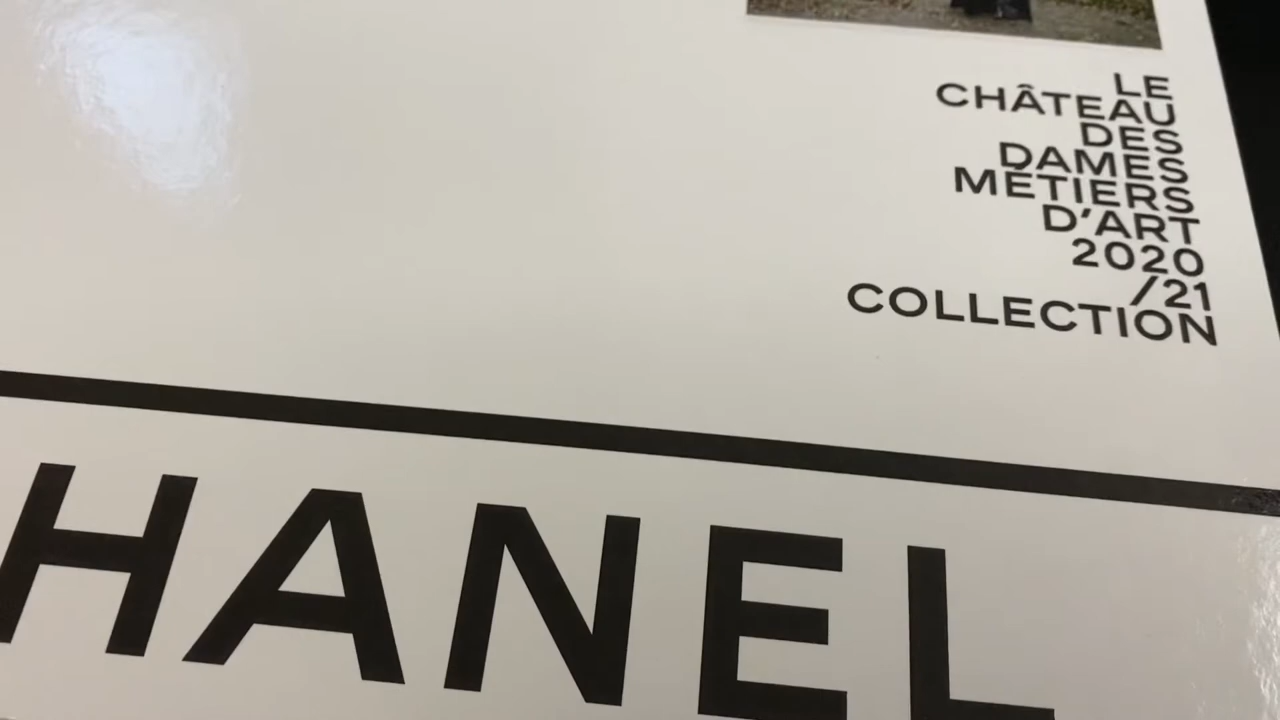 LE
CHÂTEAU
DES
DAMES
MÉTIERS
D'ART
2020
/21
COLLECTION
HANEL